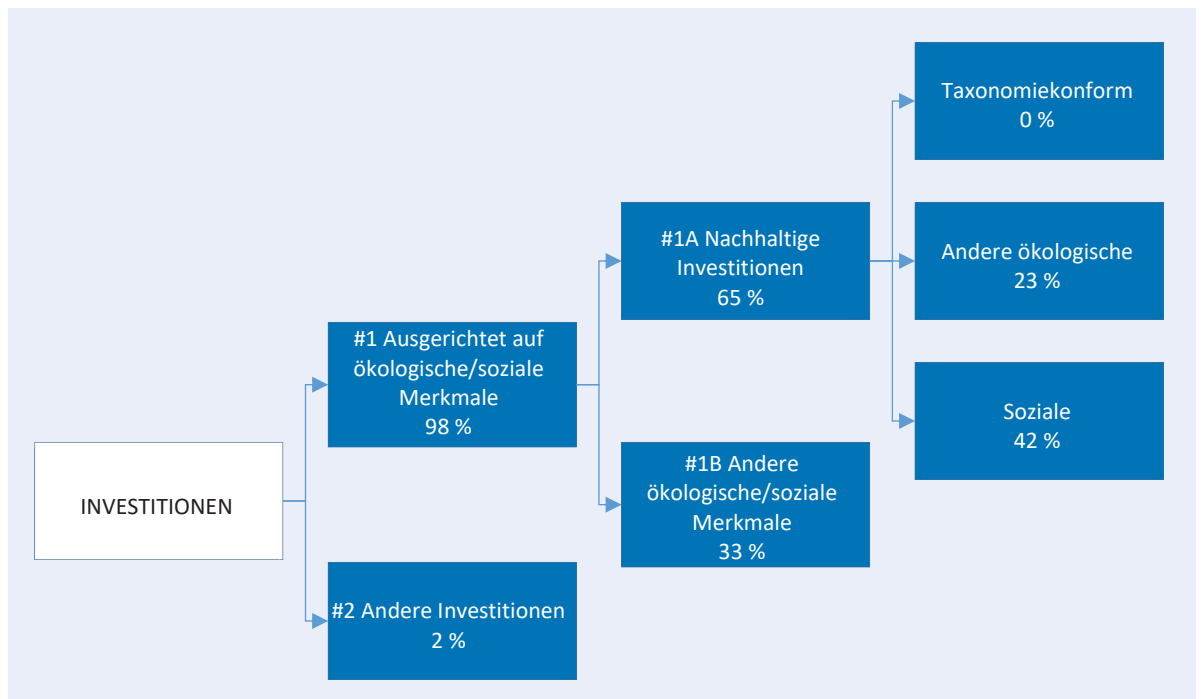 INVESTITIONEN
#1 Ausgerichtet auf
ökologische/soziale
Merkmale
98 %
#2 Andere Investitionen
2 %
#1A Nachhaltige
Investitionen
65 %
#1B Andere
ökologische/soziale
Merkmale
33 %
Taxonomiekonform
0 %
Andere ökologische
23 %
Soziale
42 %